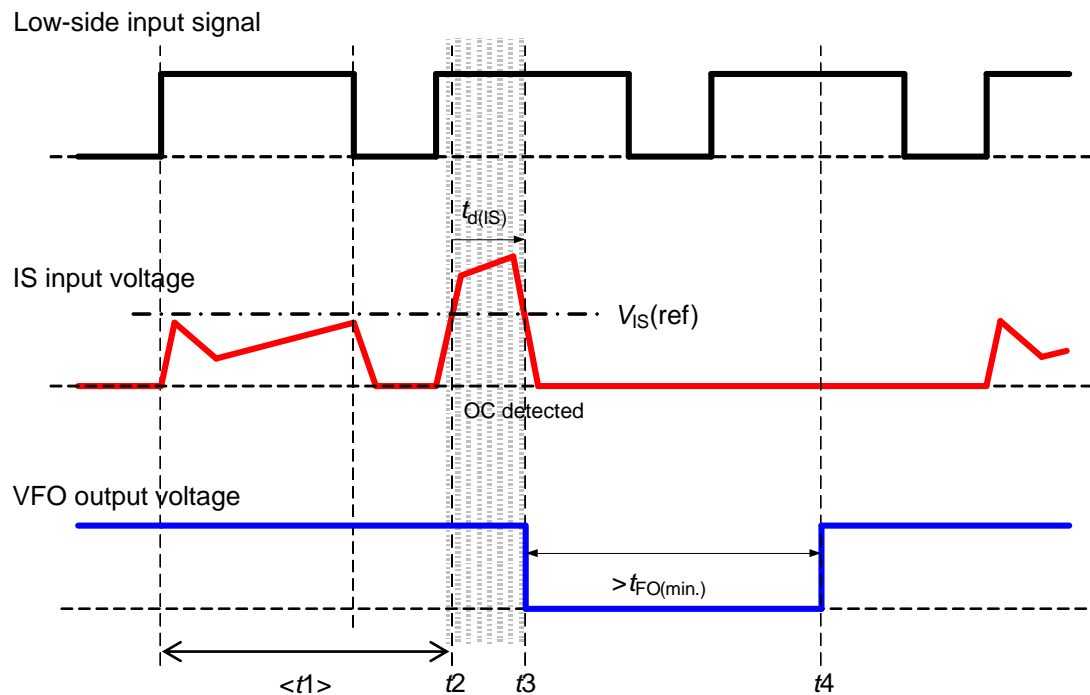 Low-side input signal
td(IS)
IS input voltage
VIS(ref)
OC detected
VFO output voltage
>tFO(min.)
<t1>
t2
t3
t4